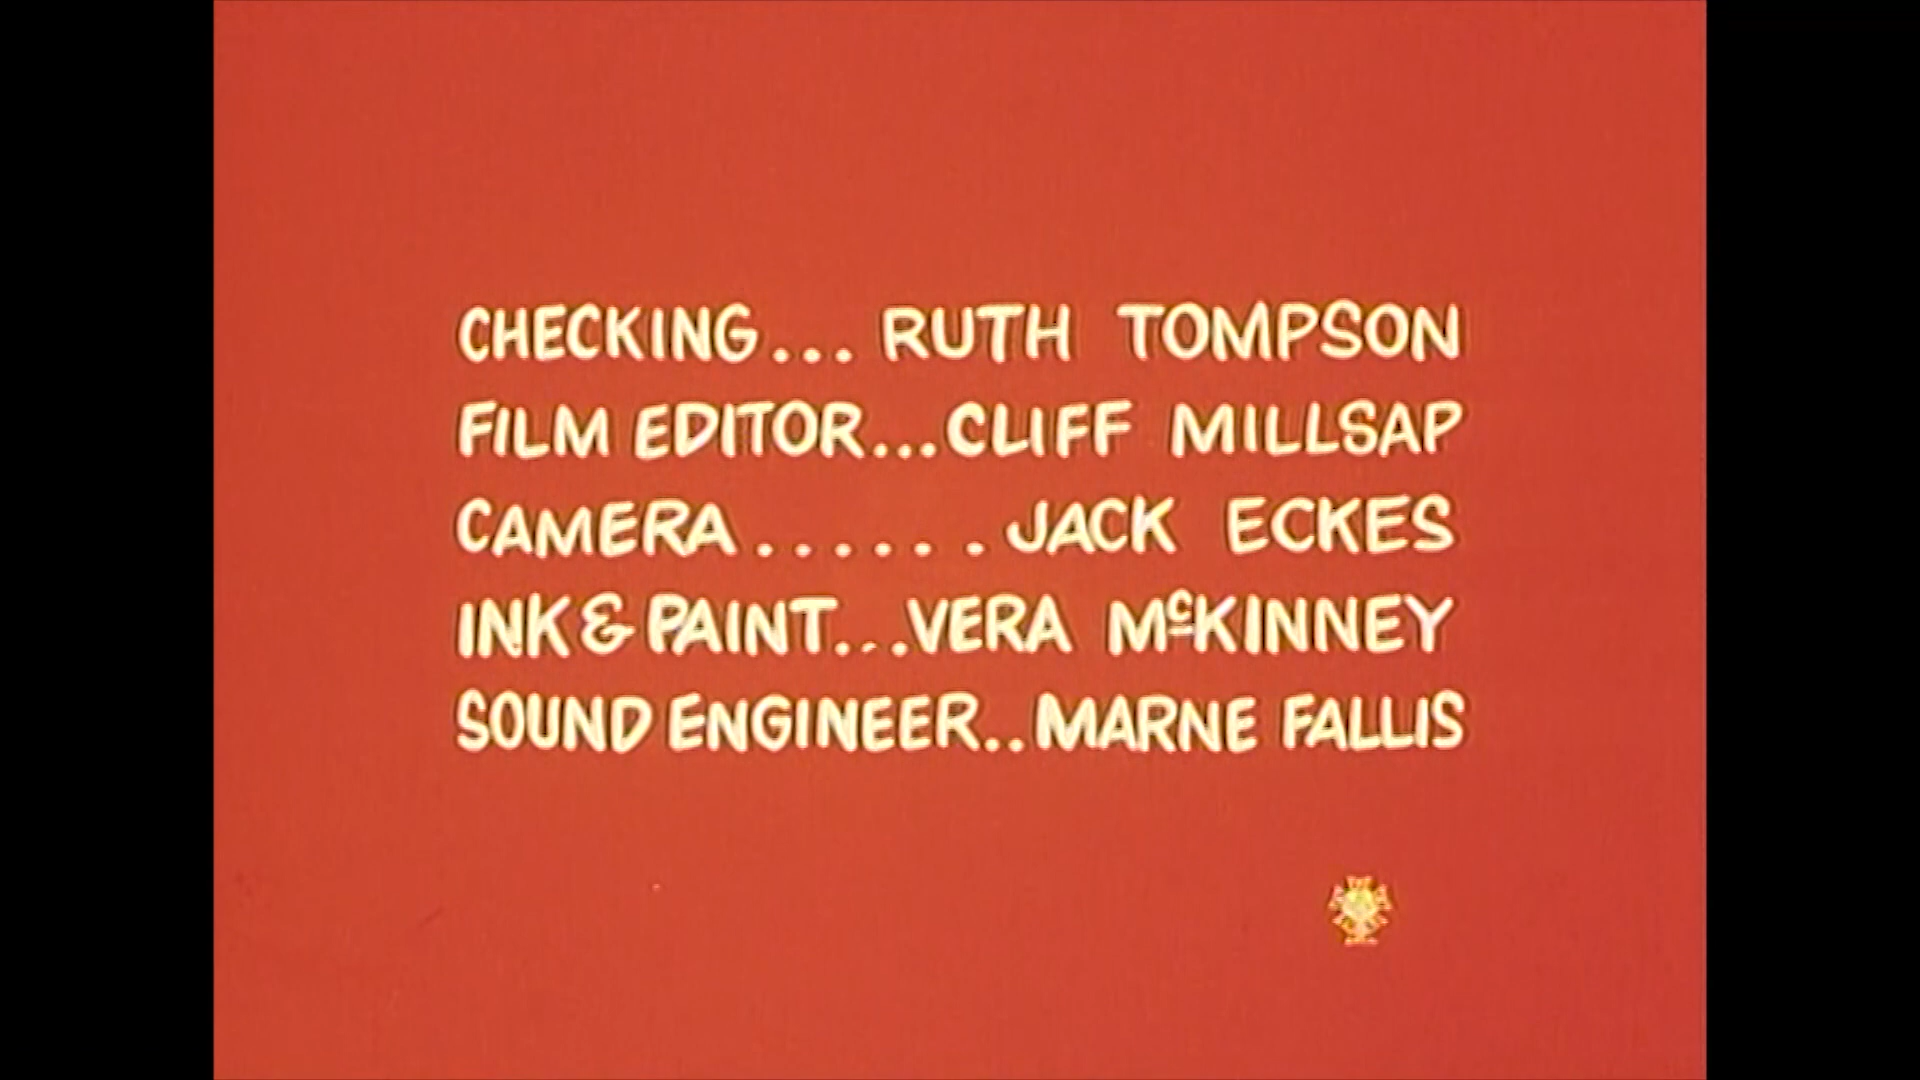 CHECKING... RUTH TOMPSON
FILM EDITOR...CLIFF MILLSAP
CAMERA......JACK ECKES
INK & PAINT...VERA McKINNEY
SOUND ENGINEER..MARNE FALLIS